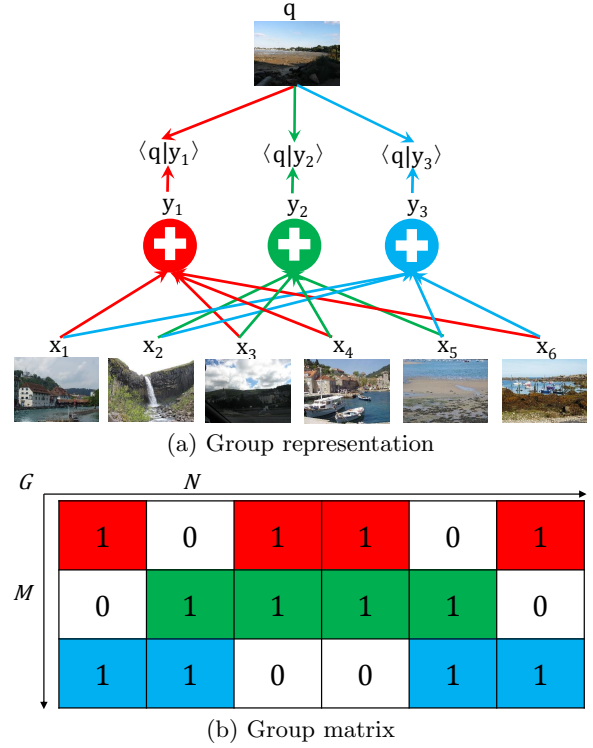 q
⟨q|y₁⟩ ⟨q|y₂⟩ ⟨q|y₃⟩
y₁ y₂ y₃
x₁ x₂ x₃ x₄ x₅ x₆
(a) Group representation
G N
M
1 0 1 1 0 1
0 1 1 1 1 0
1 1 0 0 1 1
(b) Group matrix